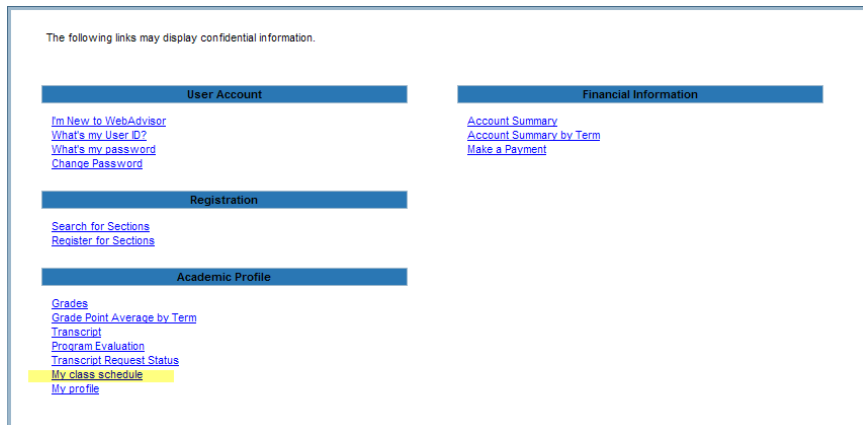 The following links may display confidential information.
User Account
I'm New to WebAdvisor
What's my User ID?
What's my password
Change Password
Registration
Search for Sections
Register for Sections
Academic Profile
Grades
Grade Point Average by Term
Transcript
Program Evaluation
Transcript Request Status
My class schedule
My profile
Financial Information
Account Summary
Account Summary by Term
Make a Payment